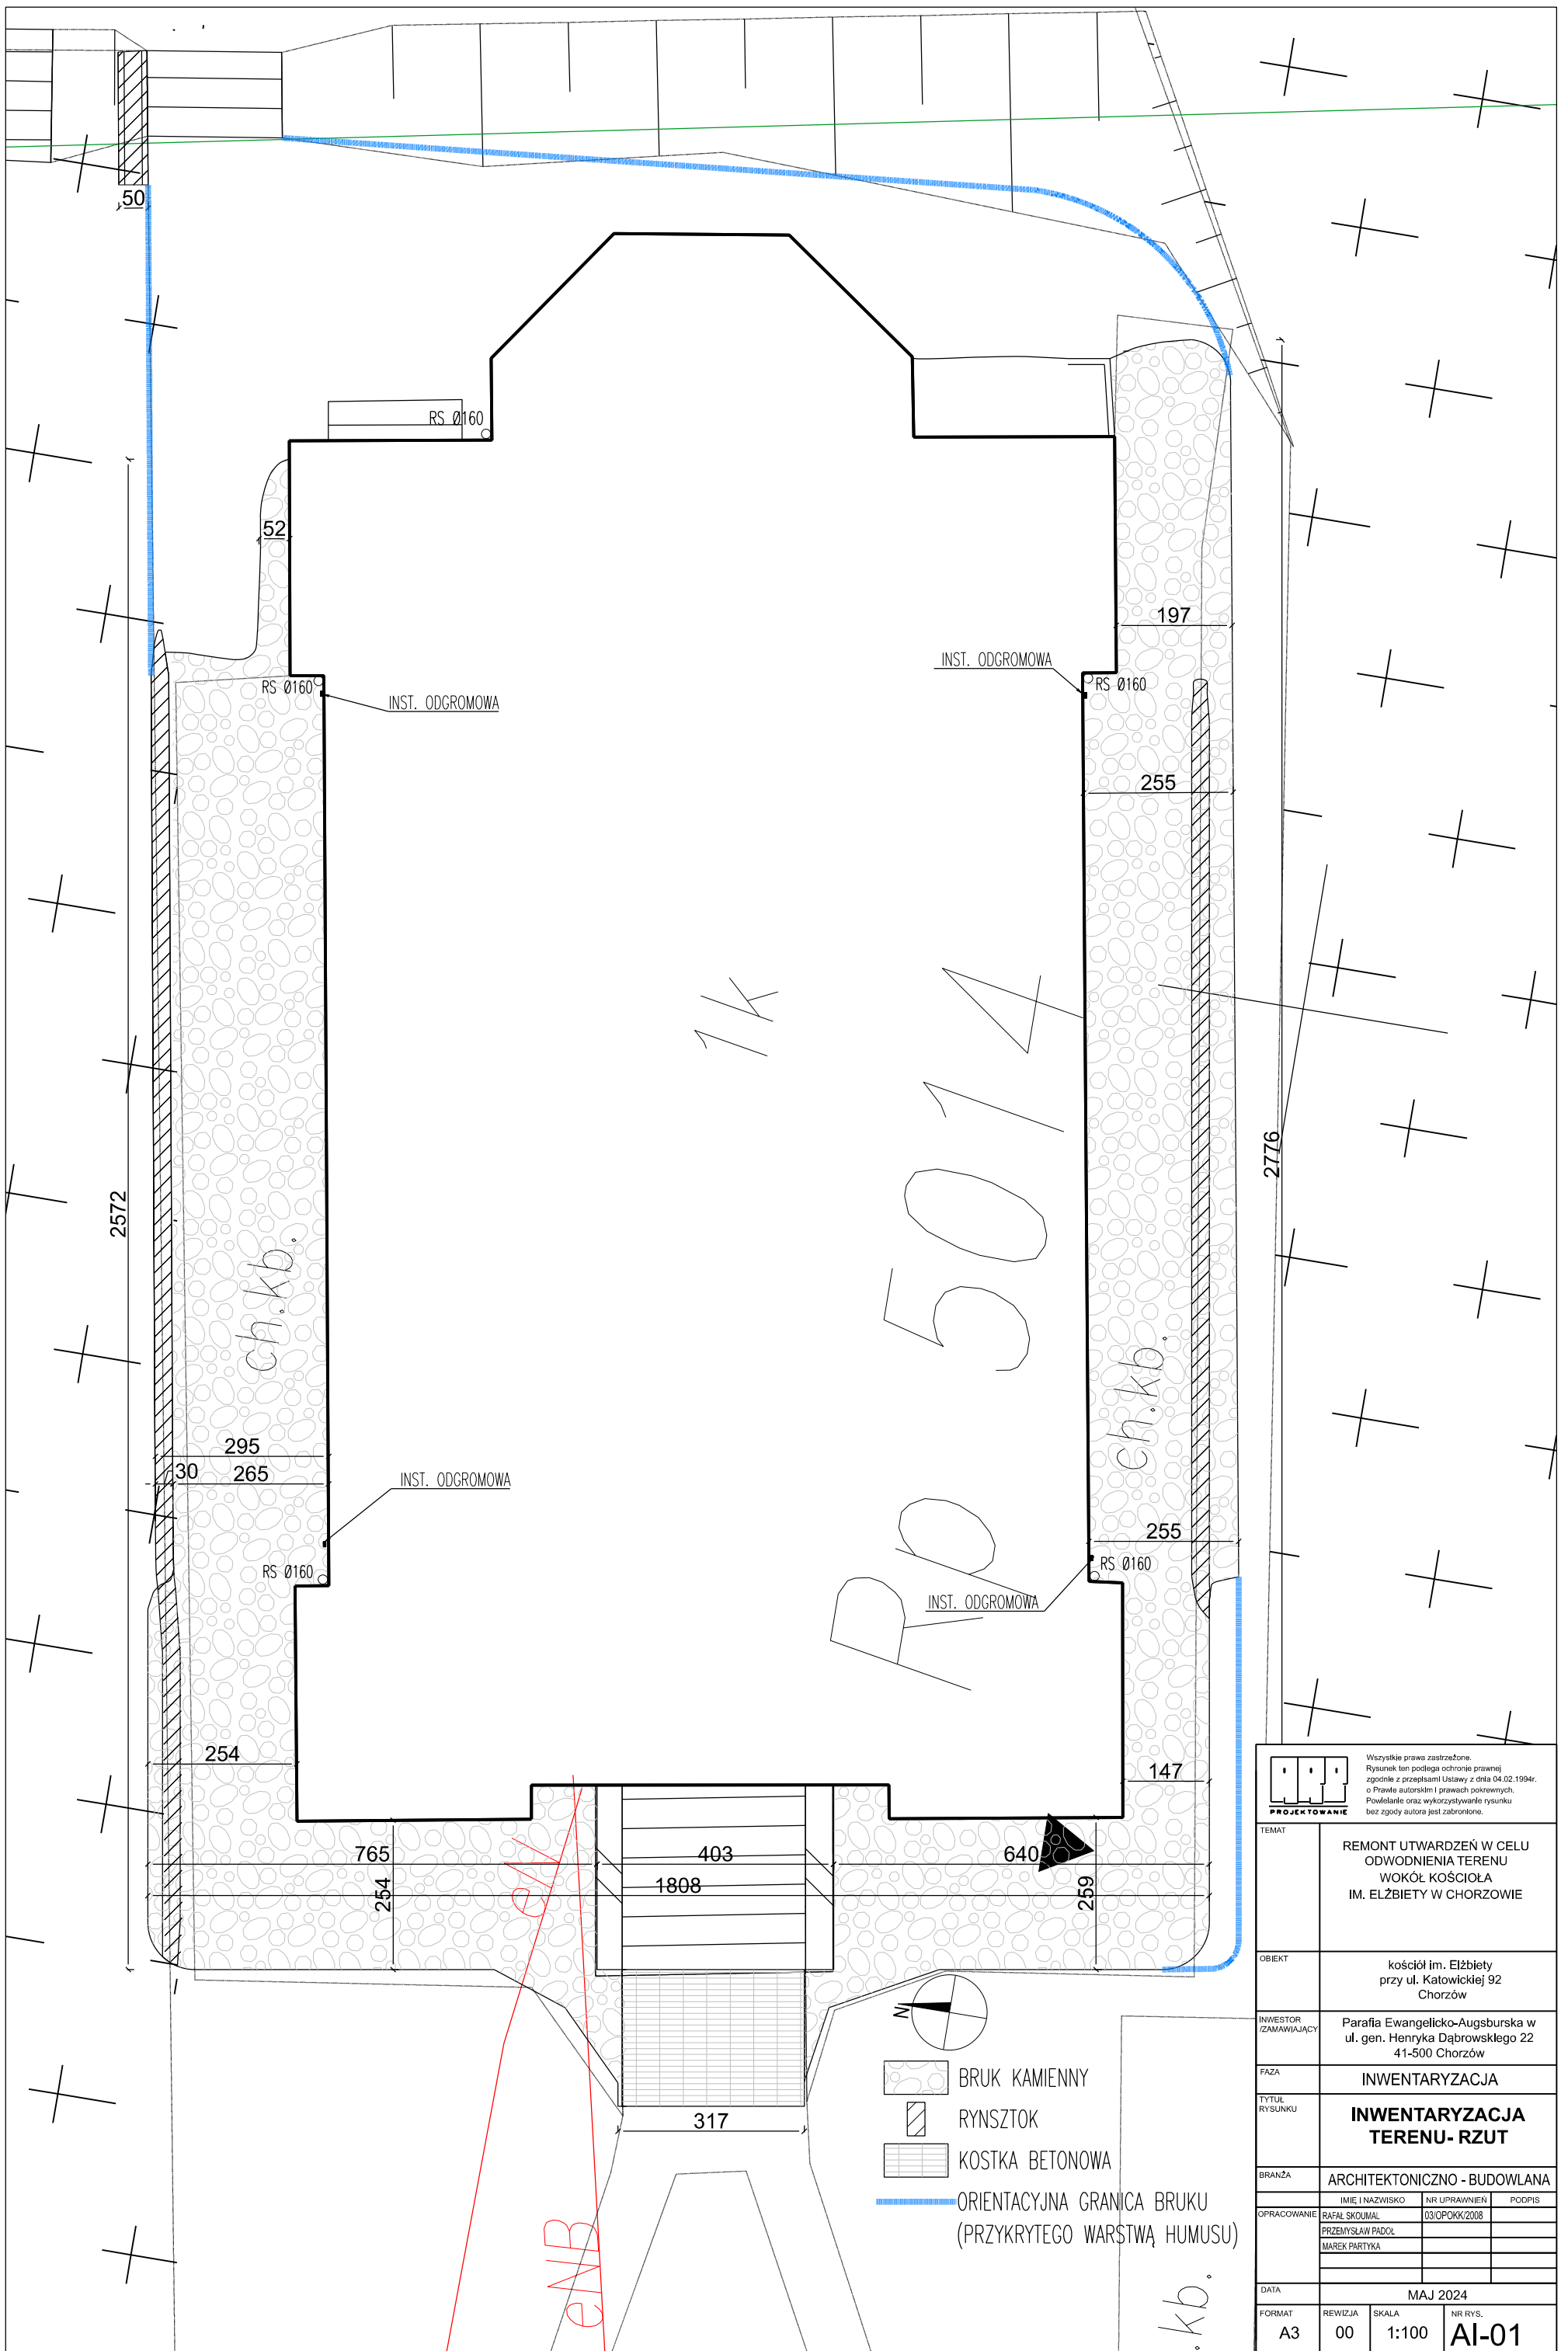 50
RS Ø160
52
197
INST. ODGROMOWA
RS Ø160
RS Ø160
INST. ODGROMOWA
255
1k
2572
2776
ch.kb.
Rp 5014
ch.kb.
295
30
265
INST. ODGROMOWA
255
RS Ø160
RS Ø160
INST. ODGROMOWA
254
147
765
403
640
1808
254
259
eK
N
317
eNB
kb.
BRUK KAMIENNY
RYNSZTOK
KOSTKA BETONOWA
ORIENTACYJNA GRANICA BRUKU
(PRZYKRYTEGO WARSTWĄ HUMUSU)
PROJEKTOWANIE
Wszystkie prawa zastrzeżone.
Rysunek ten podlega ochronie prawnej
zgodnie z przepisami Ustawy z dnia 04.02.1994r.
o Prawie autorskim i prawach pokrewnych.
Powielanie oraz wykorzystywanie rysunku
bez zgody autora jest zabronione.
TEMAT
REMONT UTWARDZEŃ W CELU
ODWODNIENIA TERENU
WOKÓŁ KOŚCIOŁA
IM. ELŻBIETY W CHORZOWIE
OBIEKT
kościół im. Elżbiety
przy ul. Katowickiej 92
Chorzów
INWESTOR
/ZAMAWIAJĄCY
Parafia Ewangelicko-Augsburska w
ul. gen. Henryka Dąbrowskiego 22
41-500 Chorzów
FAZA
INWENTARYZACJA
TYTUŁ
RYSUNKU
INWENTARYZACJA
TERENU- RZUT
BRANŻA
ARCHITEKTONICZNO - BUDOWLANA
IMIĘ I NAZWISKO NR UPRAWNIEŃ PODPIS
OPRACOWANIE RAFAŁ SKOUMAL 03/OPOKK/2008
PRZEMYSŁAW PADOŁ
MAREK PARTYKA
DATA
MAJ 2024
FORMAT REWIZJA SKALA NR RYS.
A3 00 1:100 AI-01